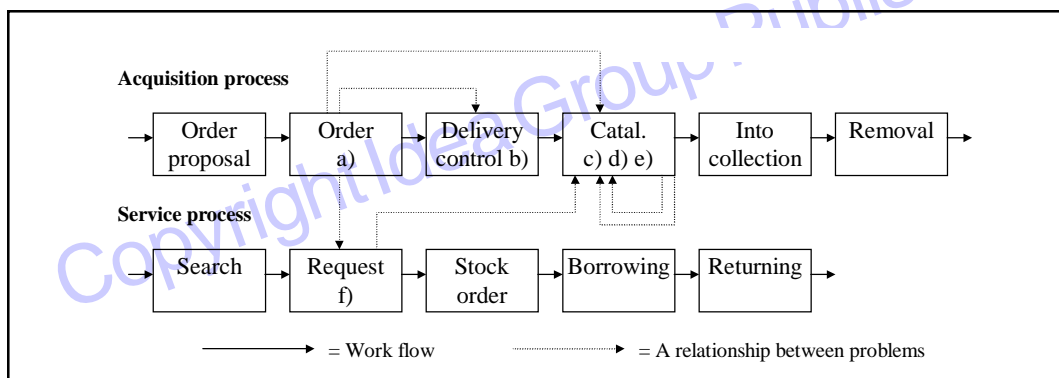 Acquisition process
Order proposal
Order a)
Delivery control b)
Catal. c) d) e)
Into collection
Removal
Service process
Search
Request f)
Stock order
Borrowing
Returning
= Work flow
= A relationship between problems
Copyright Idea Group